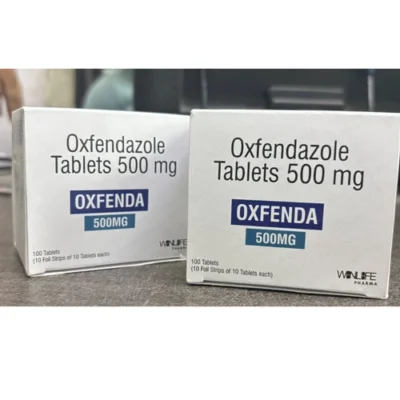 Oxfendazole
Tablets 500 mg
OXFENDA
500MG
100 Tablets
(10 Foil Strips of 10 Tablets each)
WINLIFE
PHARMA
Oxfendazole
Tablets 500 mg
OXFENDA
500MG
100 Tablets
(10 Foil Strips of 10 Tablets each)
WINLIFE
PHARMA